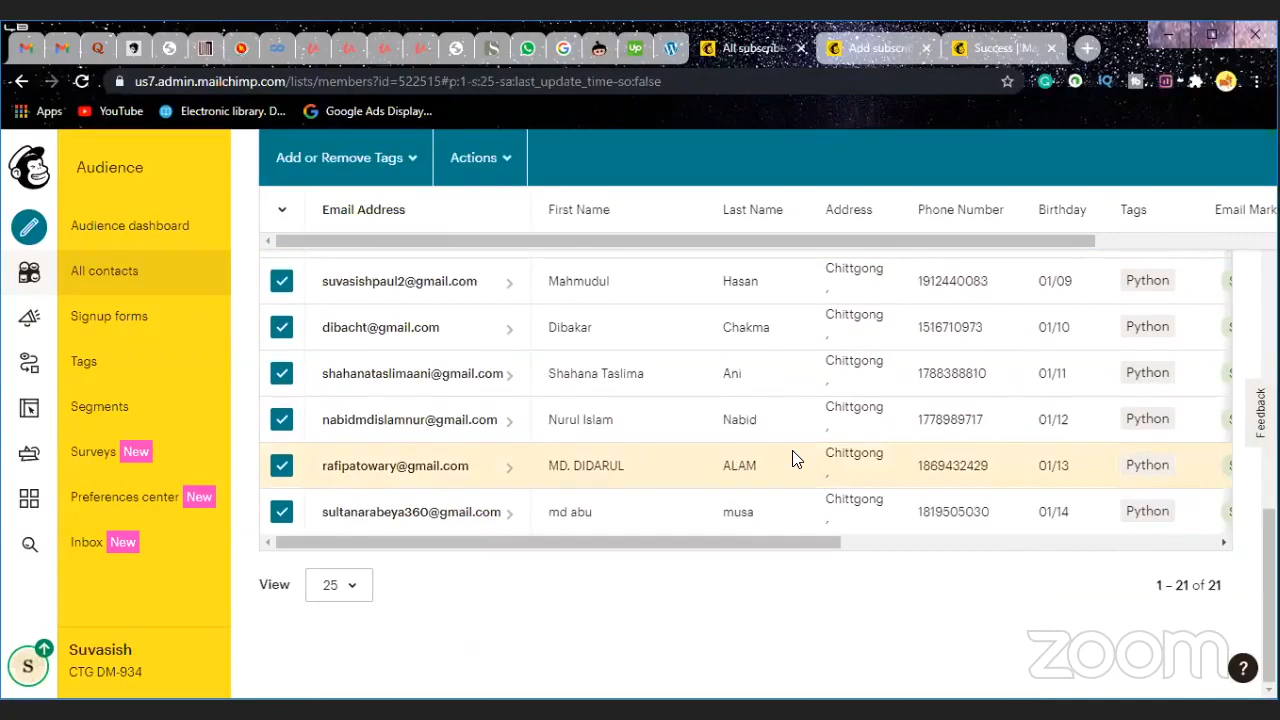 All subscrib
Add subscri
Success | Ma
us7.admin.mailchimp.com/lists/members?id=522515#p:1-s:25-sa:last_update_time-so:false
Apps YouTube Electronic library. D... Google Ads Display...
Audience
Audience dashboard
All contacts
Signup forms
Tags
Segments
Surveys New
Preferences center New
Inbox New
S
Suvasish
CTG DM-934
Add or Remove Tags Actions
Email Address First Name Last Name Address Phone Number Birthday Tags Email Mark
suvasishpaul2@gmail.com Mahmudul Hasan Chittgong , 1912440083 01/09 Python
dibacht@gmail.com Dibakar Chakma Chittgong , 1516710973 01/10 Python
shahanataslimaani@gmail.com Shahana Taslima Ani Chittgong , 1788388810 01/11 Python
nabidmdislamnur@gmail.com Nurul Islam Nabid Chittgong , 1778989717 01/12 Python
rafipatowary@gmail.com MD. DIDARUL ALAM Chittgong , 1869432429 01/13 Python
sultanarabeya360@gmail.com md abu musa Chittgong , 1819505030 01/14 Python
View 25 1 – 21 of 21
Feedback
zoom
?